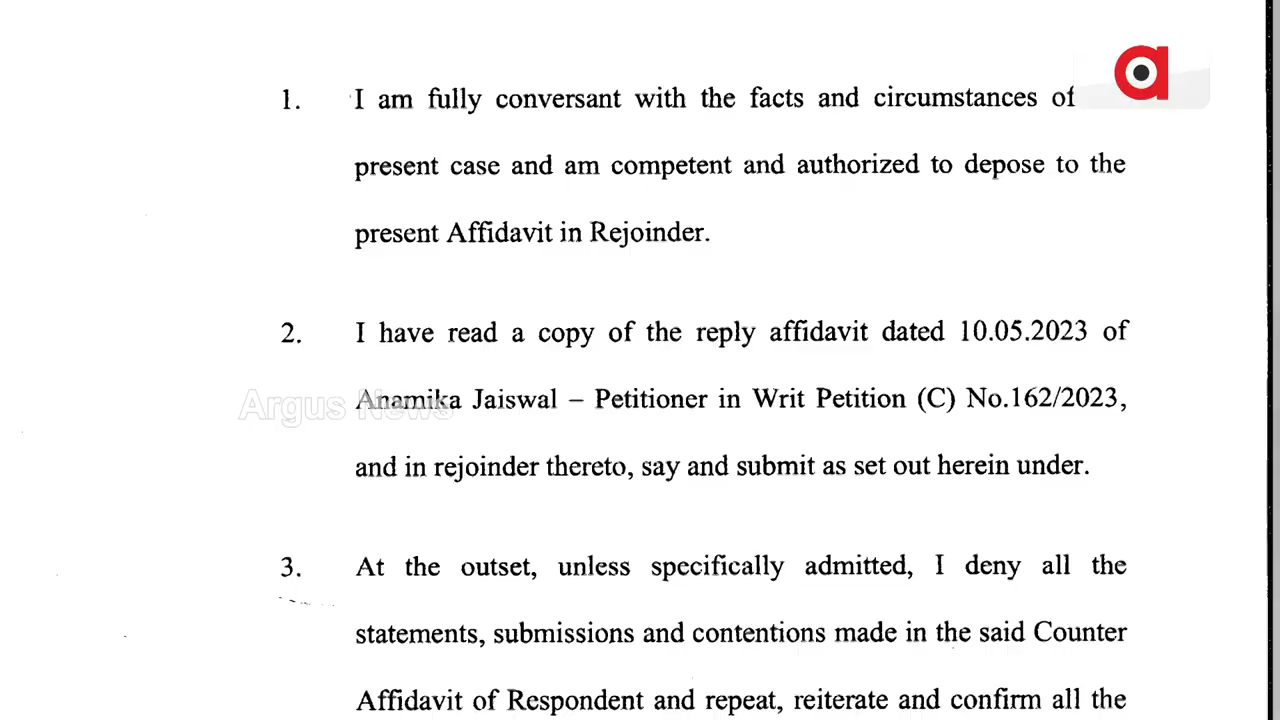 1. I am fully conversant with the facts and circumstances of
present case and am competent and authorized to depose to the
present Affidavit in Rejoinder.
2. I have read a copy of the reply affidavit dated 10.05.2023 of
Anamika Jaiswal – Petitioner in Writ Petition (C) No.162/2023,
Argus News
and in rejoinder thereto, say and submit as set out herein under.
3. At the outset, unless specifically admitted, I deny all the
statements, submissions and contentions made in the said Counter
Affidavit of Respondent and repeat, reiterate and confirm all the